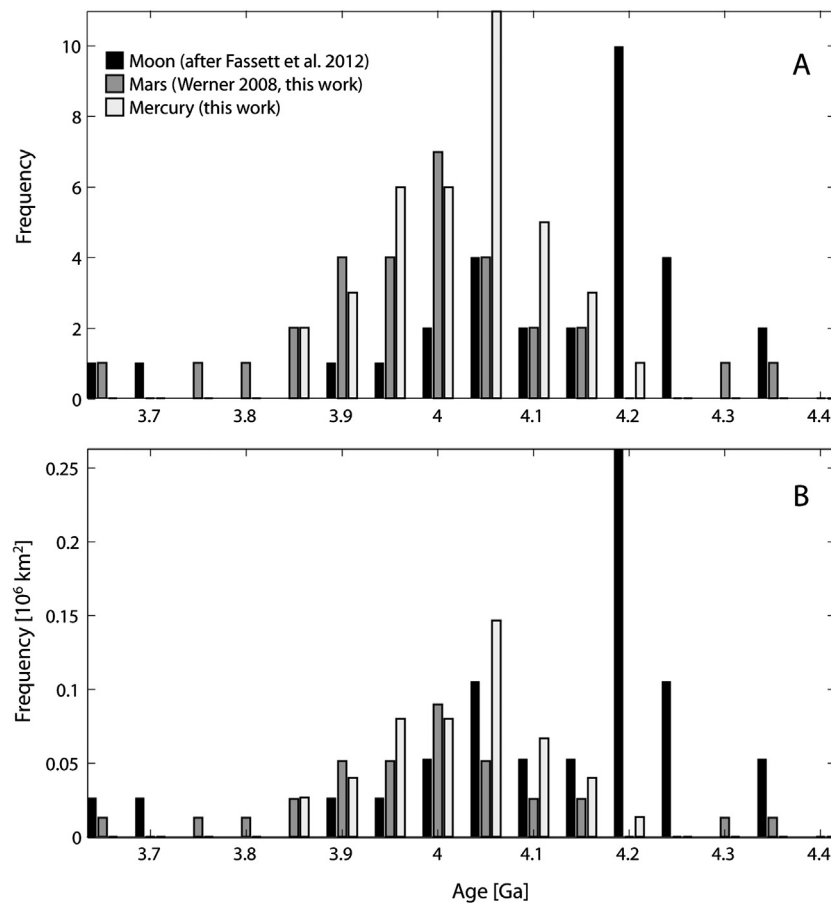 10
8
6
4
2
0
Frequency
Moon (after Fassett et al. 2012)
Mars (Werner 2008, this work)
Mercury (this work)
A
3.7 3.8 3.9 4 4.1 4.2 4.3 4.4
0.25
0.2
0.15
0.1
0.05
0
Frequency [10⁶ km²]
B
3.7 3.8 3.9 4 4.1 4.2 4.3 4.4
Age [Ga]